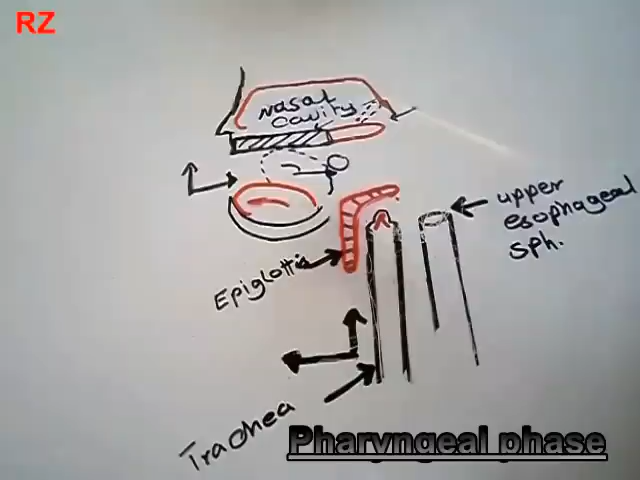 RZ
Nasal
Cavity
upper
esophageal
sph.
Epiglottis
Trachea
Pharyngeal phase